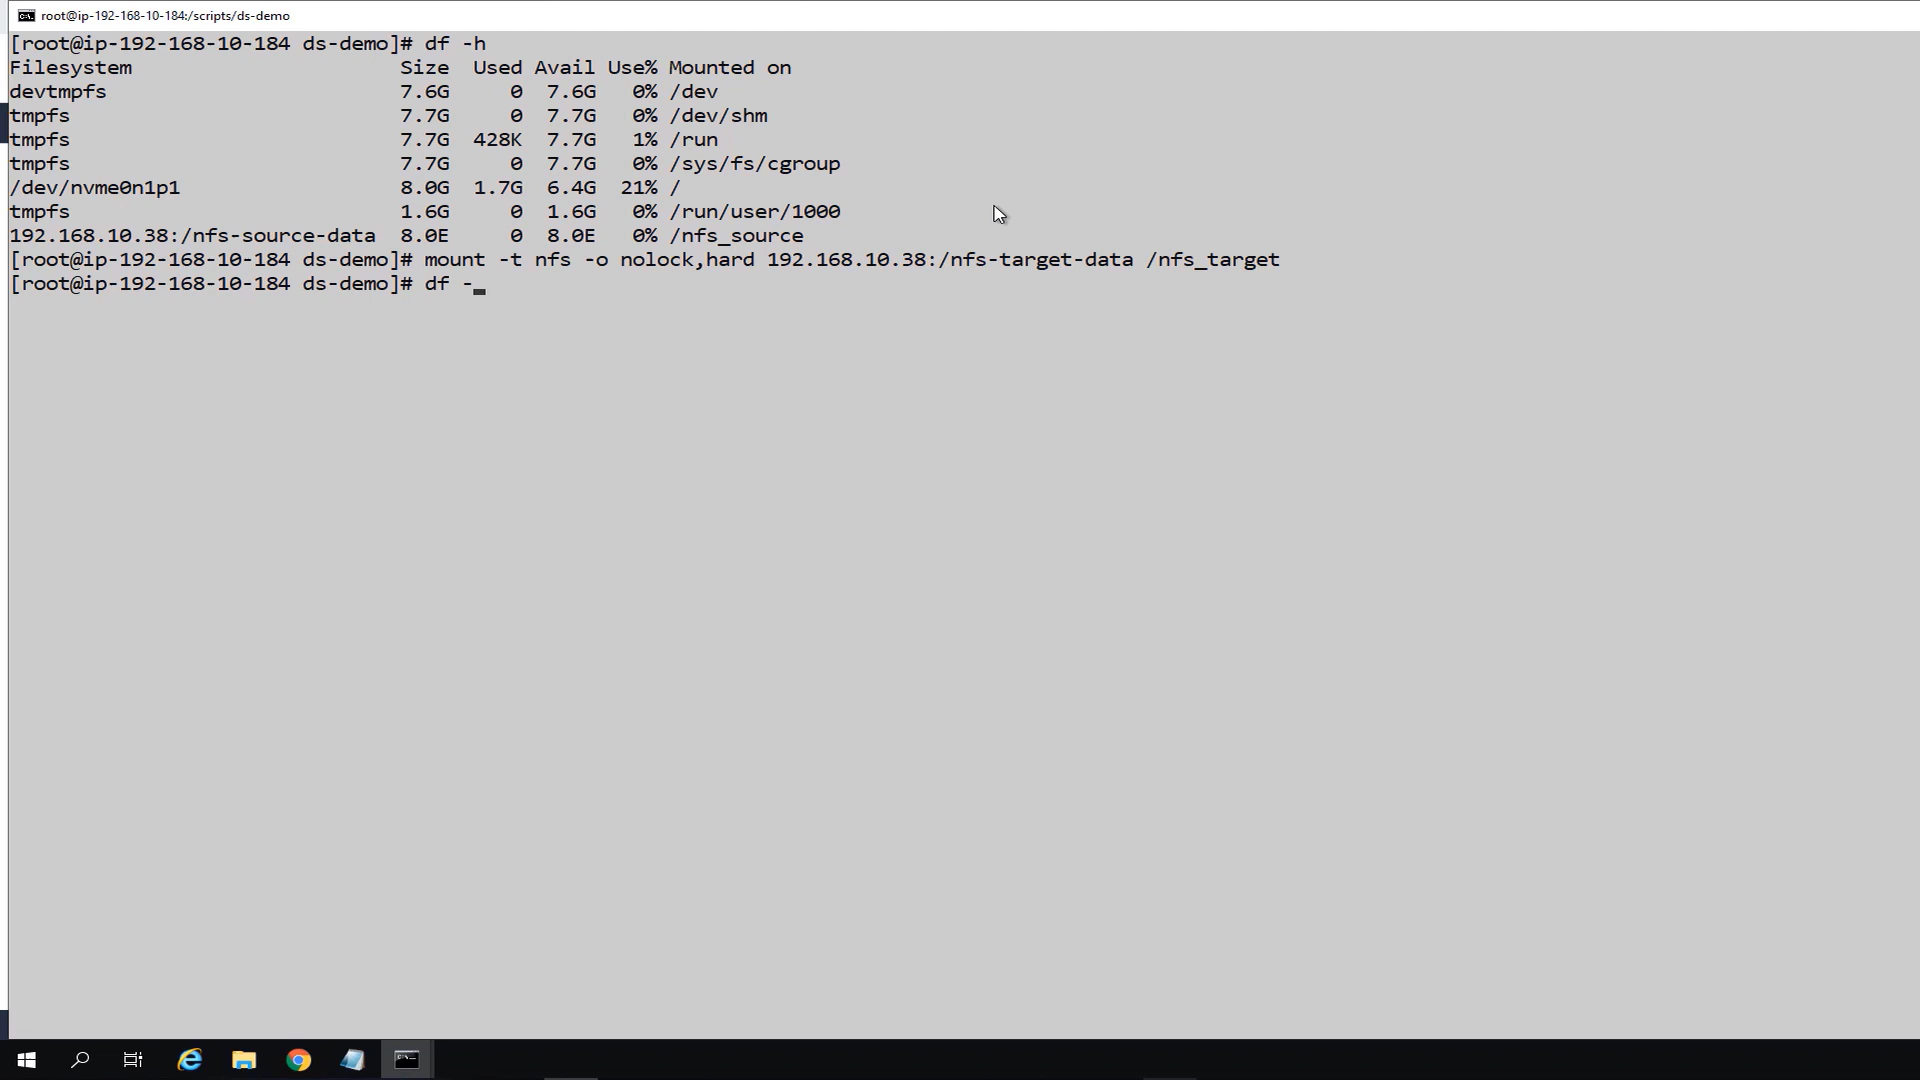 root@ip-192-168-10-184:/scripts/ds-demo
[root@ip-192-168-10-184 ds-demo]# df -h
Filesystem                      Size  Used Avail Use% Mounted on
devtmpfs                        7.6G     0  7.6G   0% /dev
tmpfs                           7.7G     0  7.7G   0% /dev/shm
tmpfs                           7.7G  428K  7.7G   1% /run
tmpfs                           7.7G     0  7.7G   0% /sys/fs/cgroup
/dev/nvme0n1p1                  8.0G  1.7G  6.4G  21% /
tmpfs                           1.6G     0  1.6G   0% /run/user/1000
192.168.10.38:/nfs-source-data  8.0E     0  8.0E   0% /nfs_source
[root@ip-192-168-10-184 ds-demo]# mount -t nfs -o nolock,hard 192.168.10.38:/nfs-target-data /nfs_target
[root@ip-192-168-10-184 ds-demo]# df -